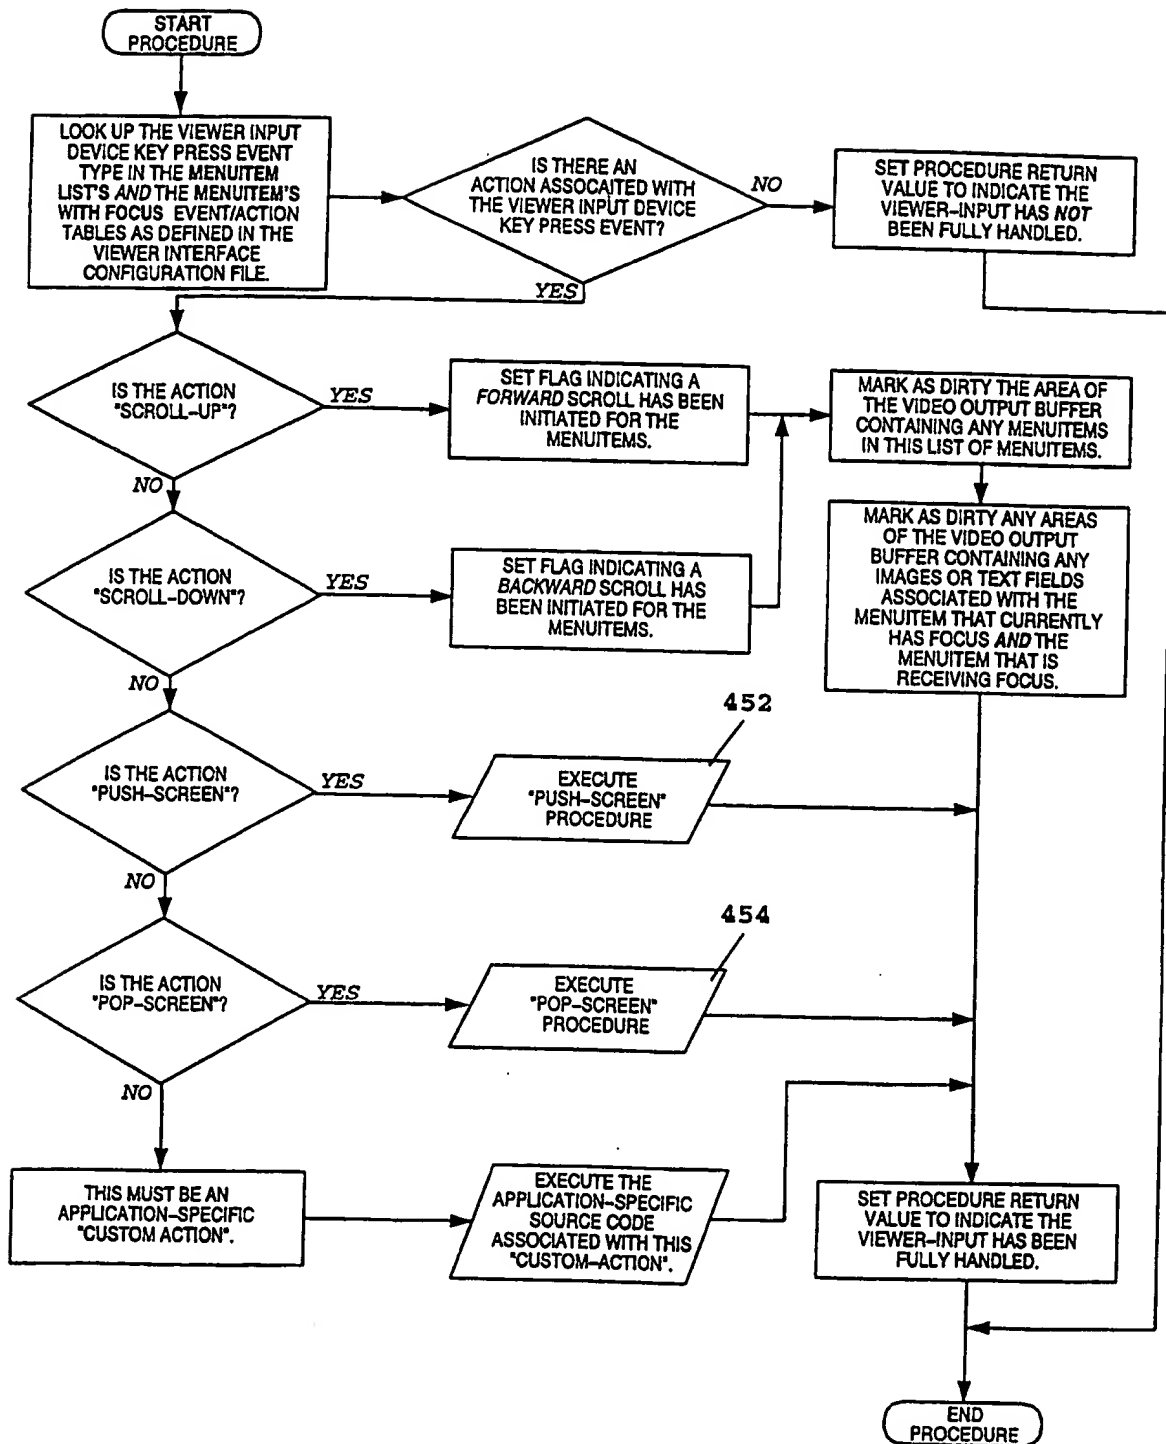 START
PROCEDURE
LOOK UP THE VIEWER INPUT
DEVICE KEY PRESS EVENT
TYPE IN THE MENUITEM
LIST'S AND THE MENUITEM'S
WITH FOCUS EVENT/ACTION
TABLES AS DEFINED IN THE
VIEWER INTERFACE
CONFIGURATION FILE.
IS THERE AN
ACTION ASSOCAITED WITH
THE VIEWER INPUT DEVICE
KEY PRESS EVENT?
NO
SET PROCEDURE RETURN
VALUE TO INDICATE THE
VIEWER-INPUT HAS NOT
BEEN FULLY HANDLED.
YES
IS THE ACTION
"SCROLL-UP"?
YES
SET FLAG INDICATING A
FORWARD SCROLL HAS BEEN
INITIATED FOR THE
MENUITEMS.
MARK AS DIRTY THE AREA OF
THE VIDEO OUTPUT BUFFER
CONTAINING ANY MENUITEMS
IN THIS LIST OF MENUITEMS.
NO
IS THE ACTION
"SCROLL-DOWN"?
YES
SET FLAG INDICATING A
BACKWARD SCROLL HAS
BEEN INITIATED FOR THE
MENUITEMS.
MARK AS DIRTY ANY AREAS
OF THE VIDEO OUTPUT
BUFFER CONTAINING ANY
IMAGES OR TEXT FIELDS
ASSOCIATED WITH THE
MENUITEM THAT CURRENTLY
HAS FOCUS AND THE
MENUITEM THAT IS
RECEIVING FOCUS.
NO
IS THE ACTION
"PUSH-SCREEN"?
YES
452
EXECUTE
"PUSH-SCREEN"
PROCEDURE
NO
IS THE ACTION
"POP-SCREEN"?
YES
454
EXECUTE
"POP-SCREEN"
PROCEDURE
NO
THIS MUST BE AN
APPLICATION-SPECIFIC
"CUSTOM ACTION".
EXECUTE THE
APPLICATION-SPECIFIC
SOURCE CODE
ASSOCIATED WITH THIS
"CUSTOM-ACTION".
SET PROCEDURE RETURN
VALUE TO INDICATE THE
VIEWER-INPUT HAS BEEN
FULLY HANDLED.
END
PROCEDURE